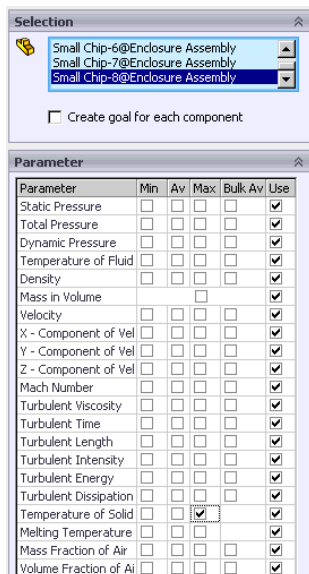 Selection
Small Chip-6@Enclosure Assembly
Small Chip-7@Enclosure Assembly
Small Chip-8@Enclosure Assembly
Create goal for each component
Parameter
Parameter Min Av Max Bulk Av Use
Static Pressure
Total Pressure
Dynamic Pressure
Temperature of Fluid
Density
Mass in Volume
Velocity
X - Component of Vel
Y - Component of Vel
Z - Component of Vel
Mach Number
Turbulent Viscosity
Turbulent Time
Turbulent Length
Turbulent Intensity
Turbulent Energy
Turbulent Dissipation
Temperature of Solid
Melting Temperature
Mass Fraction of Air
Volume Fraction of Ai